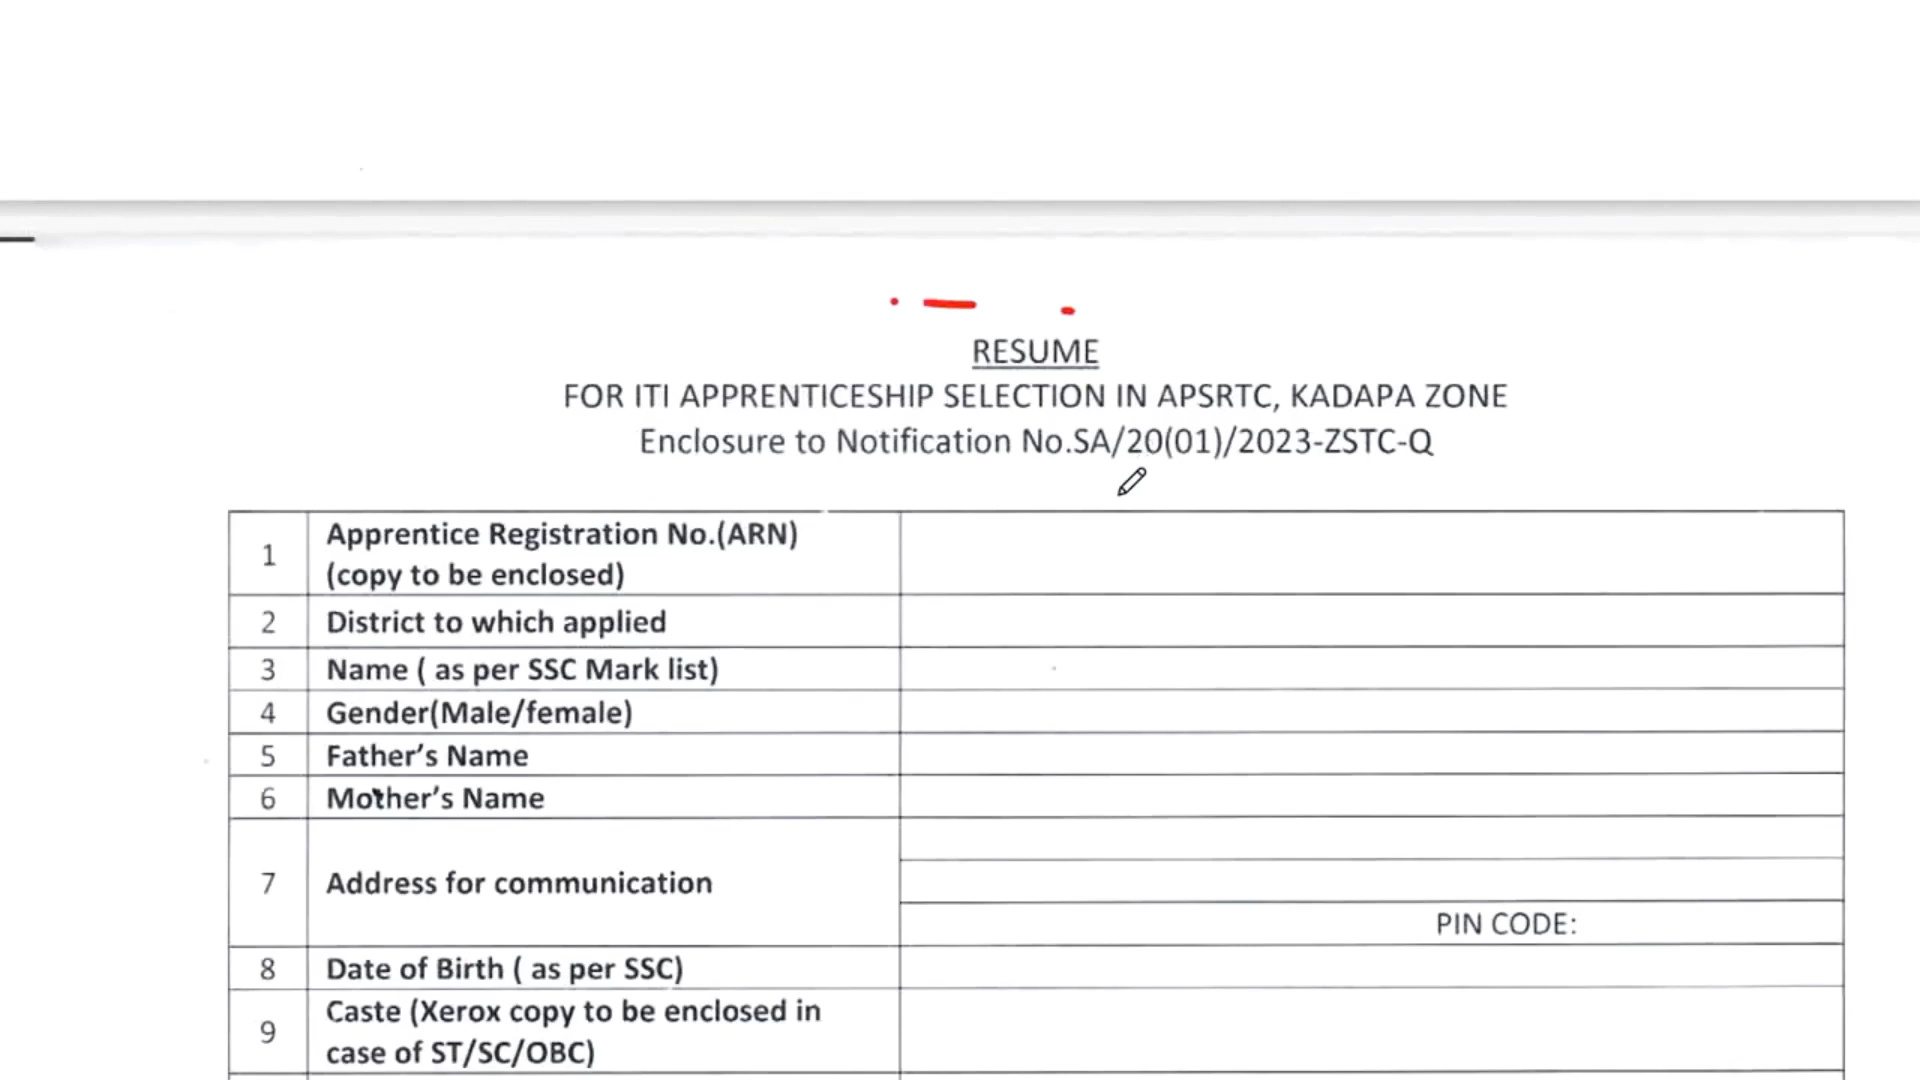 RESUME
FOR ITI APPRENTICESHIP SELECTION IN APSRTC, KADAPA ZONE
Enclosure to Notification No.SA/20(01)/2023-ZSTC-Q
1 Apprentice Registration No.(ARN)
(copy to be enclosed)
2 District to which applied
3 Name ( as per SSC Mark list)
4 Gender(Male/female)
5 Father’s Name
6 Mother’s Name
7 Address for communication
PIN CODE:
8 Date of Birth ( as per SSC)
9 Caste (Xerox copy to be enclosed in
case of ST/SC/OBC)